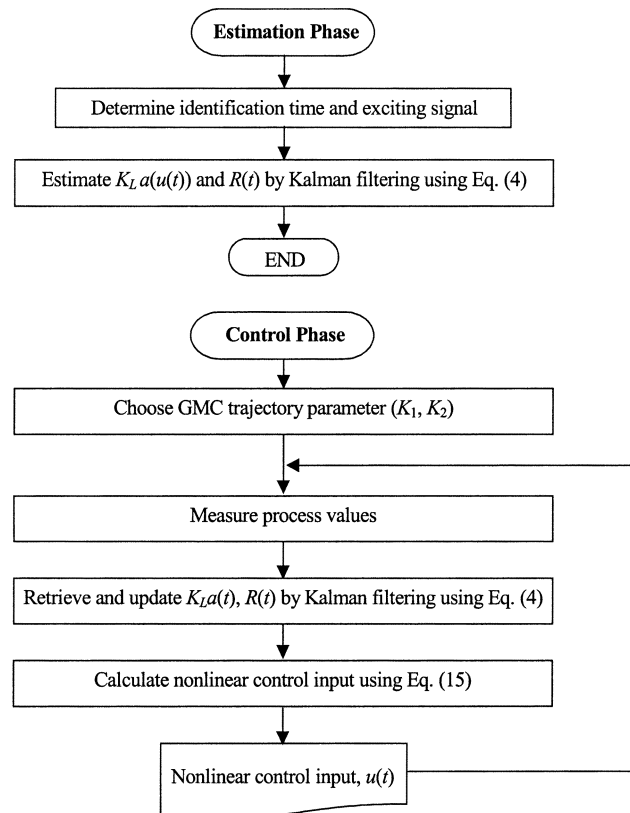 Estimation Phase
Determine identification time and exciting signal
Estimate K_L a(u(t)) and R(t) by Kalman filtering using Eq. (4)
END
Control Phase
Choose GMC trajectory parameter (K_1, K_2)
Measure process values
Retrieve and update K_La(t), R(t) by Kalman filtering using Eq. (4)
Calculate nonlinear control input using Eq. (15)
Nonlinear control input, u(t)